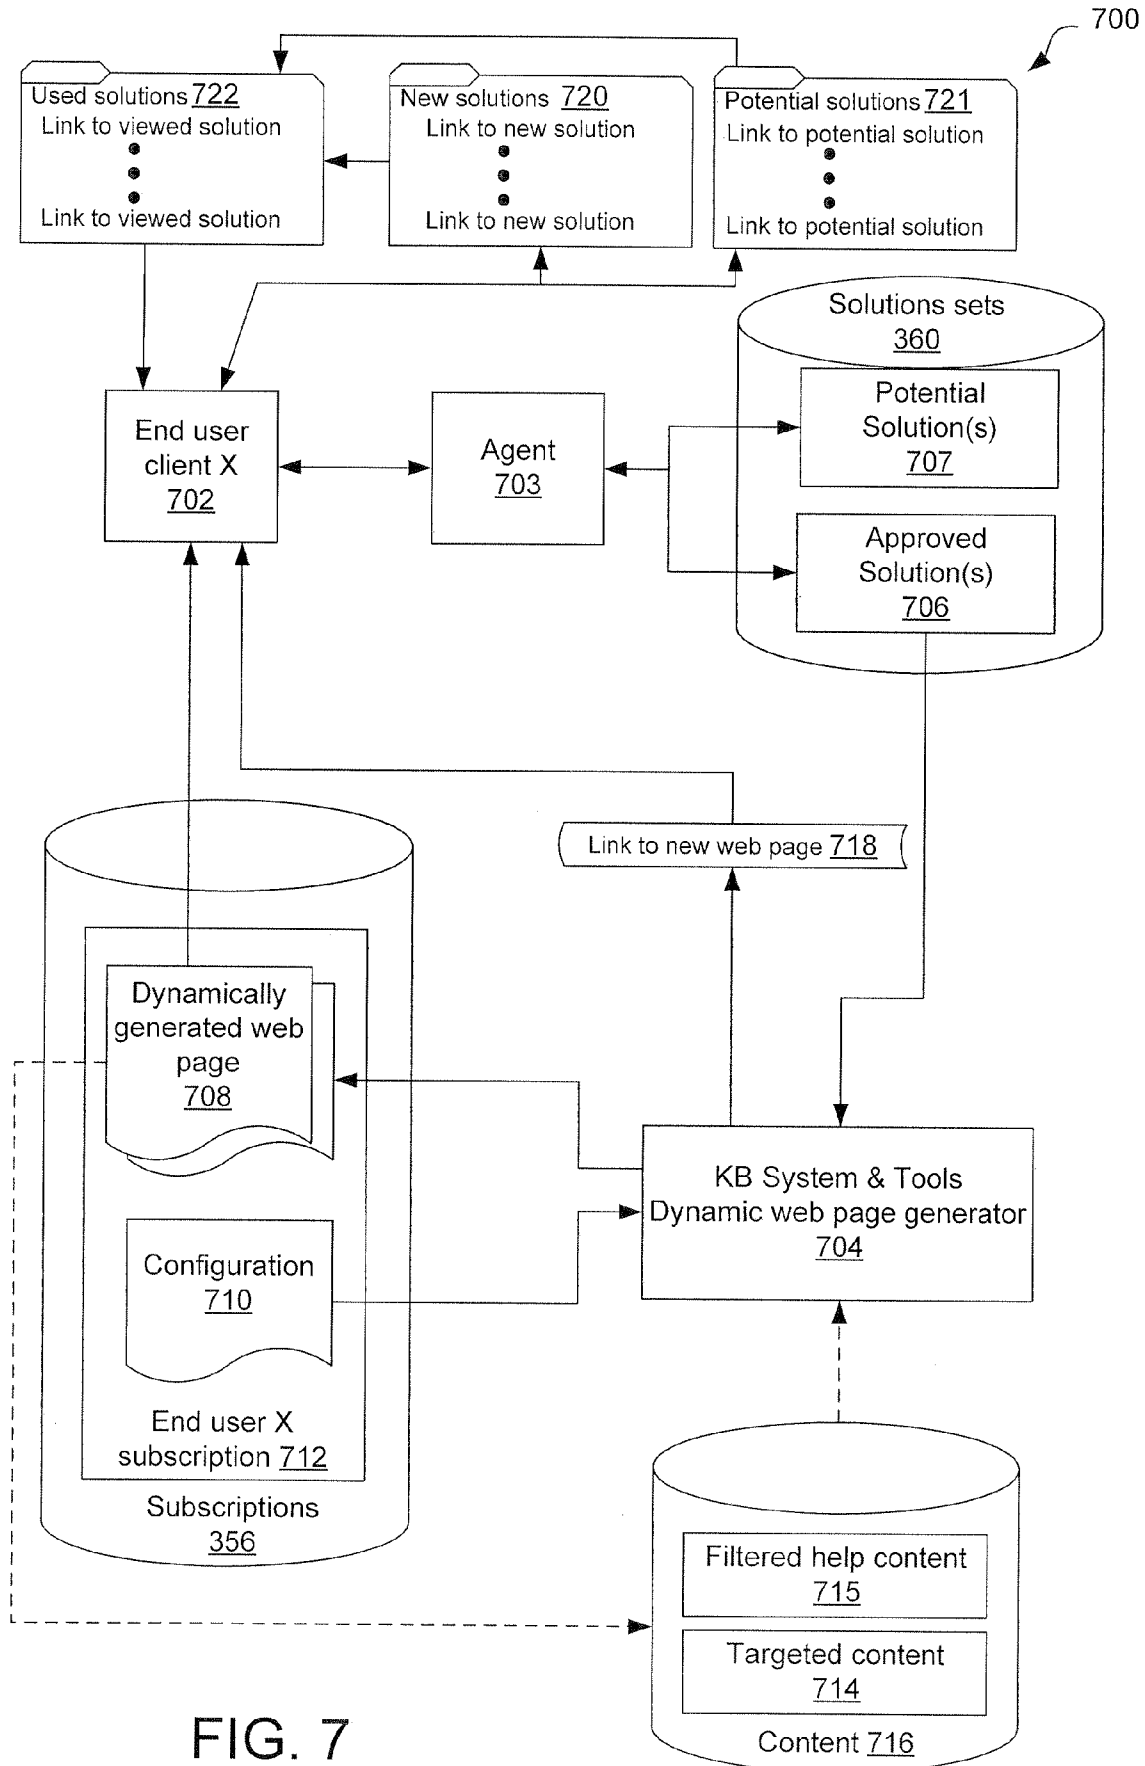 700
Used solutions 722
Link to viewed solution
Link to viewed solution
New solutions 720
Link to new solution
Link to new solution
Potential solutions 721
Link to potential solution
Link to potential solution
Solutions sets
360
Potential
Solution(s)
707
Approved
Solution(s)
706
End user
client X
702
Agent
703
Link to new web page 718
Dynamically
generated web
page
708
Configuration
710
End user X
subscription 712
Subscriptions
356
KB System & Tools
Dynamic web page generator
704
Filtered help content
715
Targeted content
714
Content 716
FIG. 7